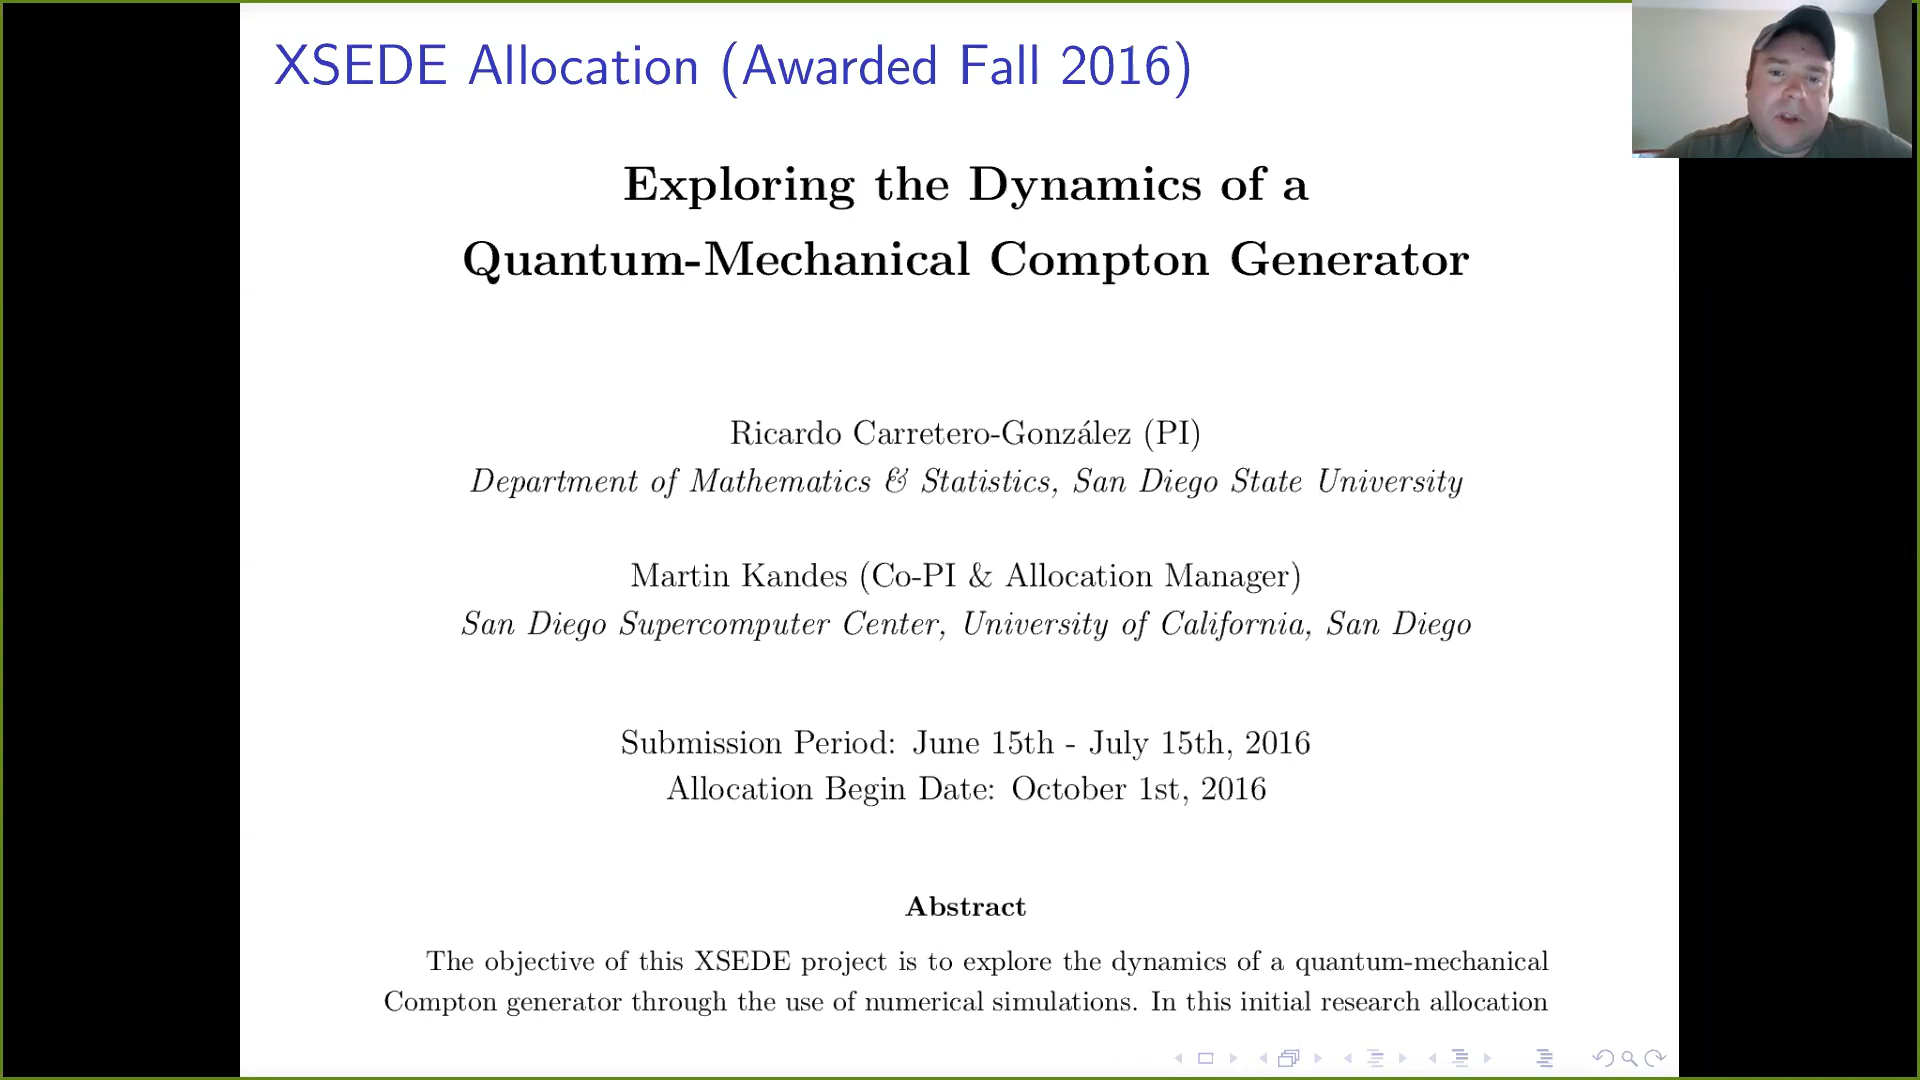 XSEDE Allocation (Awarded Fall 2016)
Exploring the Dynamics of a
Quantum-Mechanical Compton Generator
Ricardo Carretero-González (PI)
Department of Mathematics & Statistics, San Diego State University
Martin Kandes (Co-PI & Allocation Manager)
San Diego Supercomputer Center, University of California, San Diego
Submission Period: June 15th - July 15th, 2016
Allocation Begin Date: October 1st, 2016
Abstract
The objective of this XSEDE project is to explore the dynamics of a quantum-mechanical
Compton generator through the use of numerical simulations. In this initial research allocation